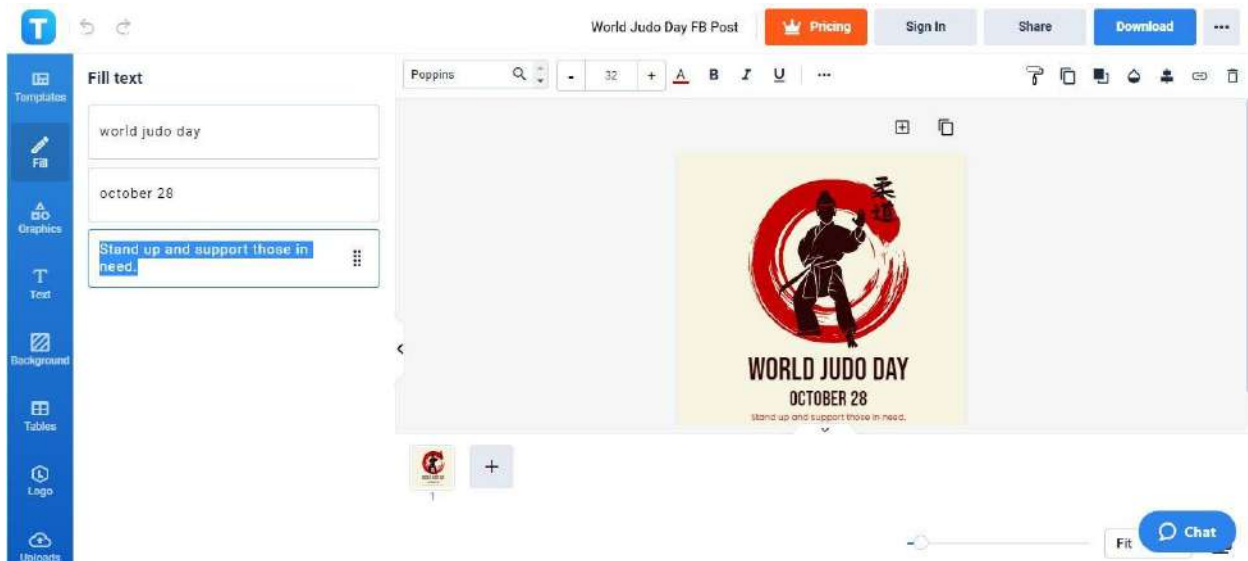 T
World Judo Day FB Post
Pricing
Sign In
Share
Download
Templates
Fill
Graphics
Text
Background
Tables
Logo
Uploads
Fill text
world judo day
october 28
Stand up and support those in
need.
Poppins
- 32 + A B I U
柔
道
WORLD JUDO DAY
OCTOBER 28
Stand up and support those in need.
1
Fit
Chat